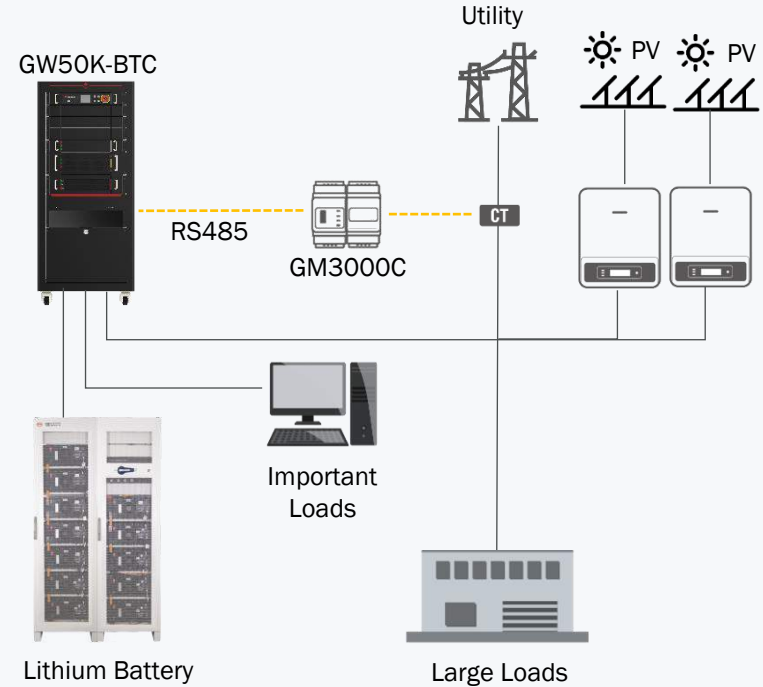 Utility
PV
PV
GW50K-BTC
CT
RS485
GM3000C
Important
Loads
Lithium Battery
Large Loads